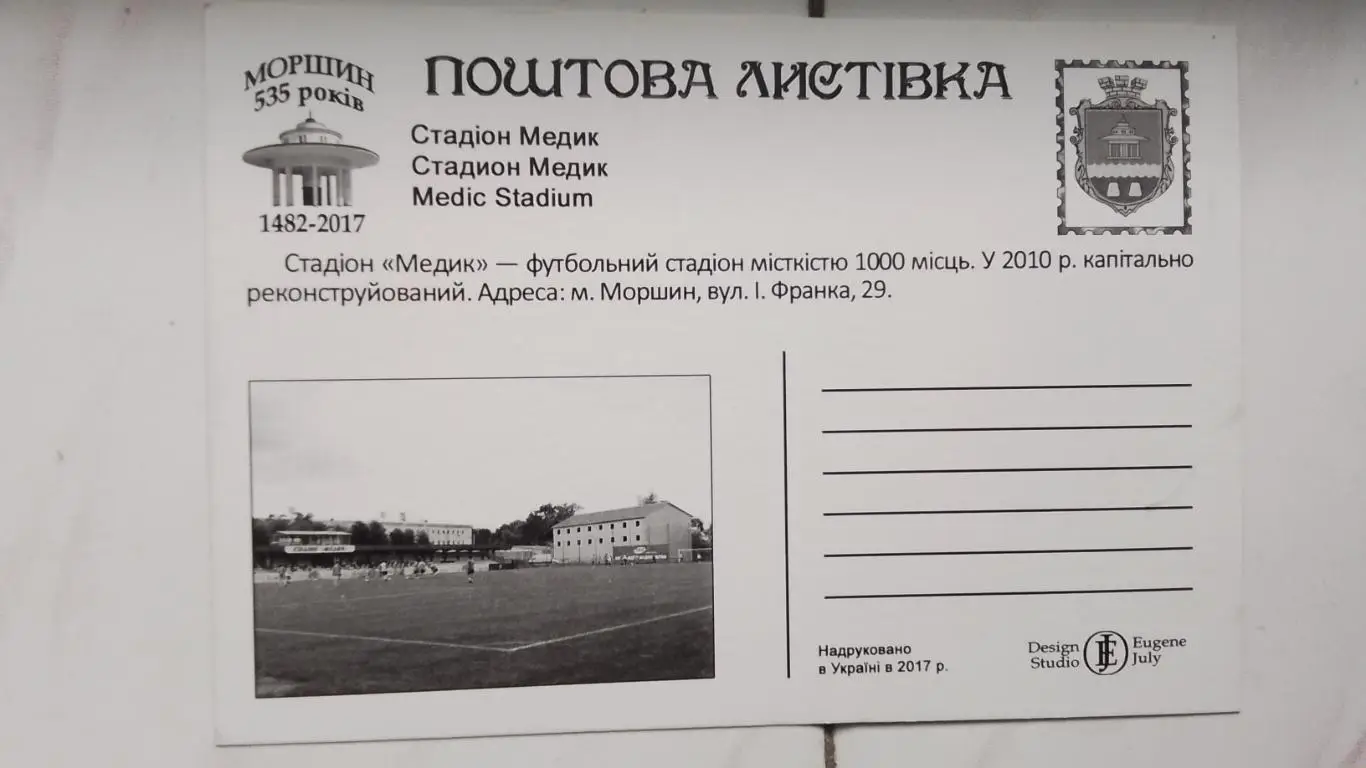 МОРШИН
535 років
1482-2017
ПОШТОВА ЛИСТІВКА
Стадіон Медик
Стадион Медик
Medic Stadium
Стадіон «Медик» — футбольний стадіон місткістю 1000 місць. У 2010 р. капітально
реконструйований. Адреса: м. Моршин, вул. І. Франка, 29.
Надруковано
в Україні в 2017 р.
Design
Studio
Eugene
July